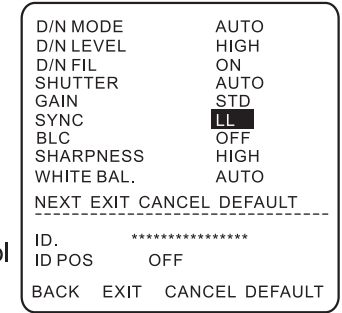 D/N MODE AUTO
D/N LEVEL HIGH
D/N FIL ON
SHUTTER AUTO
GAIN STD
SYNC LL
BLC OFF
SHARPNESS HIGH
WHITE BAL. AUTO
NEXT EXIT CANCEL DEFAULT
ID. ****************
ID POS OFF
BACK EXIT CANCEL DEFAULT